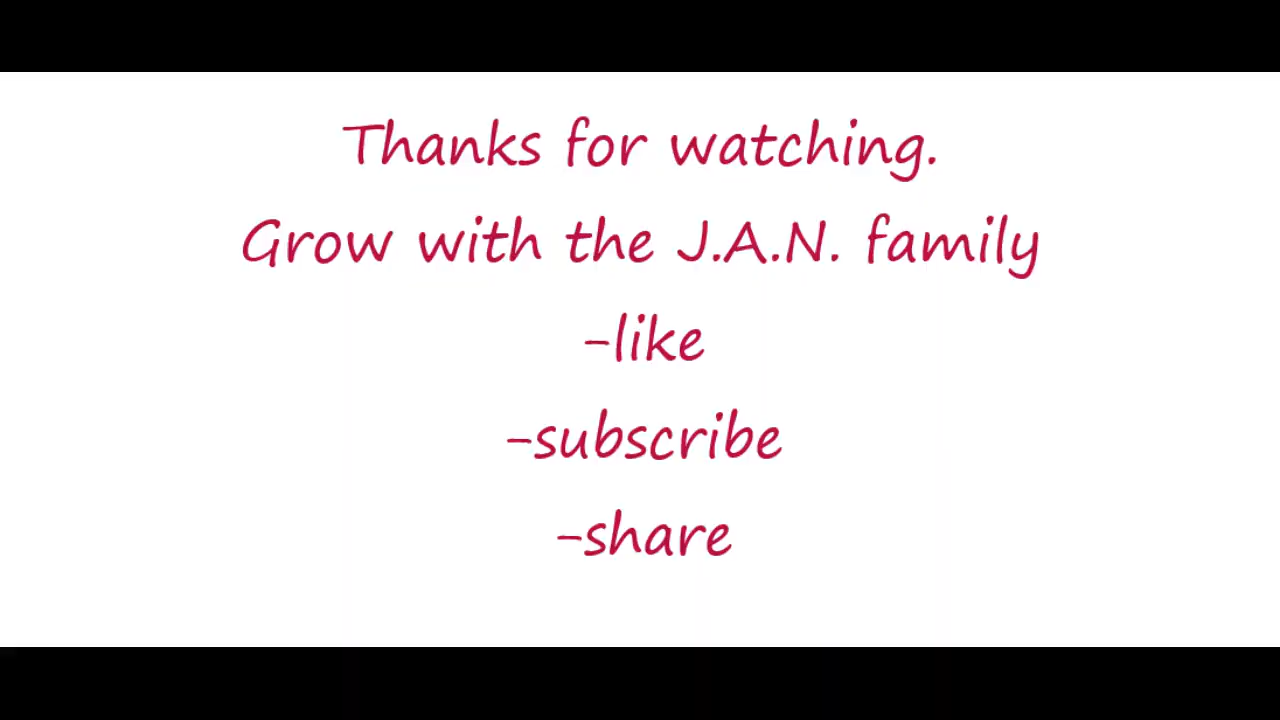 Thanks for watching.
Grow with the J.A.N. family
-like
-subscribe
-share